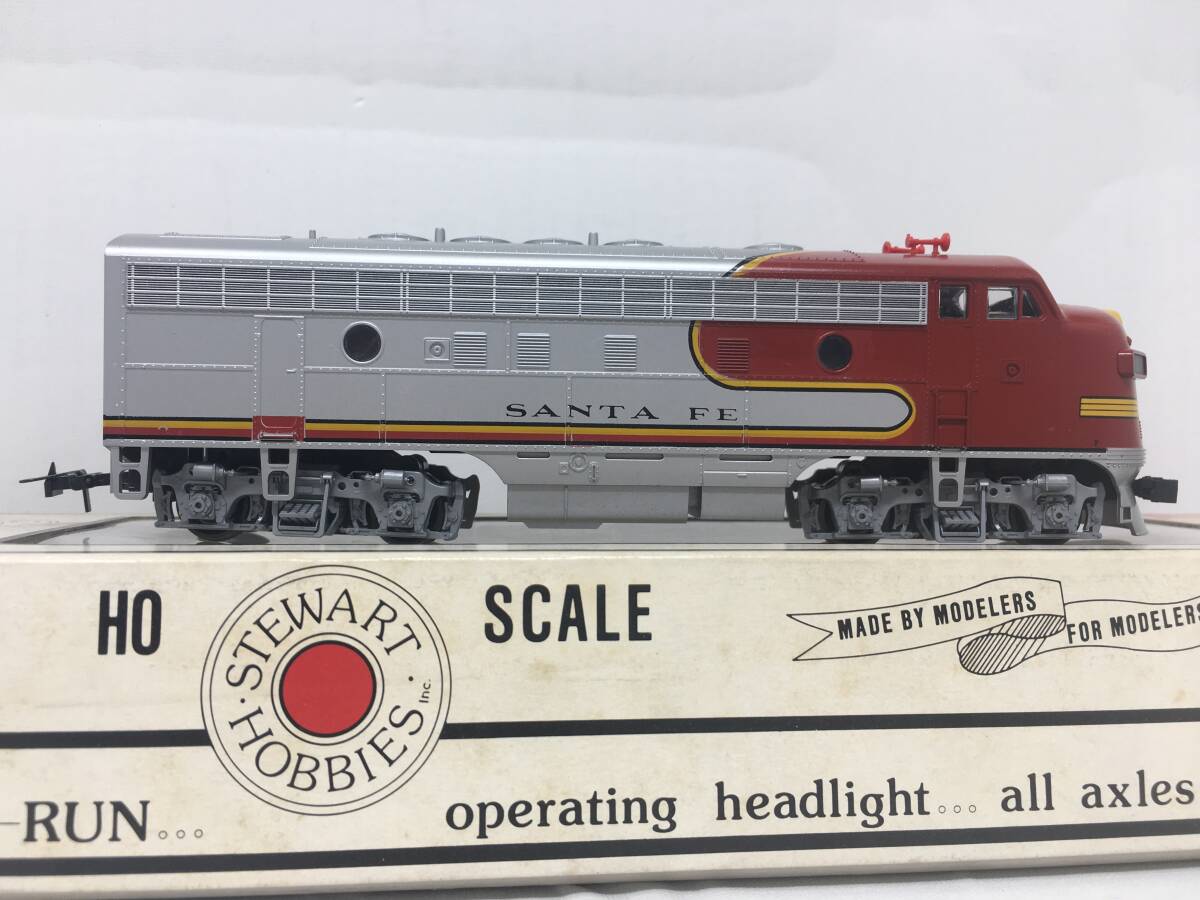 SANTA FE
HO
STEWART HOBBIES Inc.
SCALE
MADE BY MODELERS
FOR MODELERS
-RUN...
operating headlight... all axles